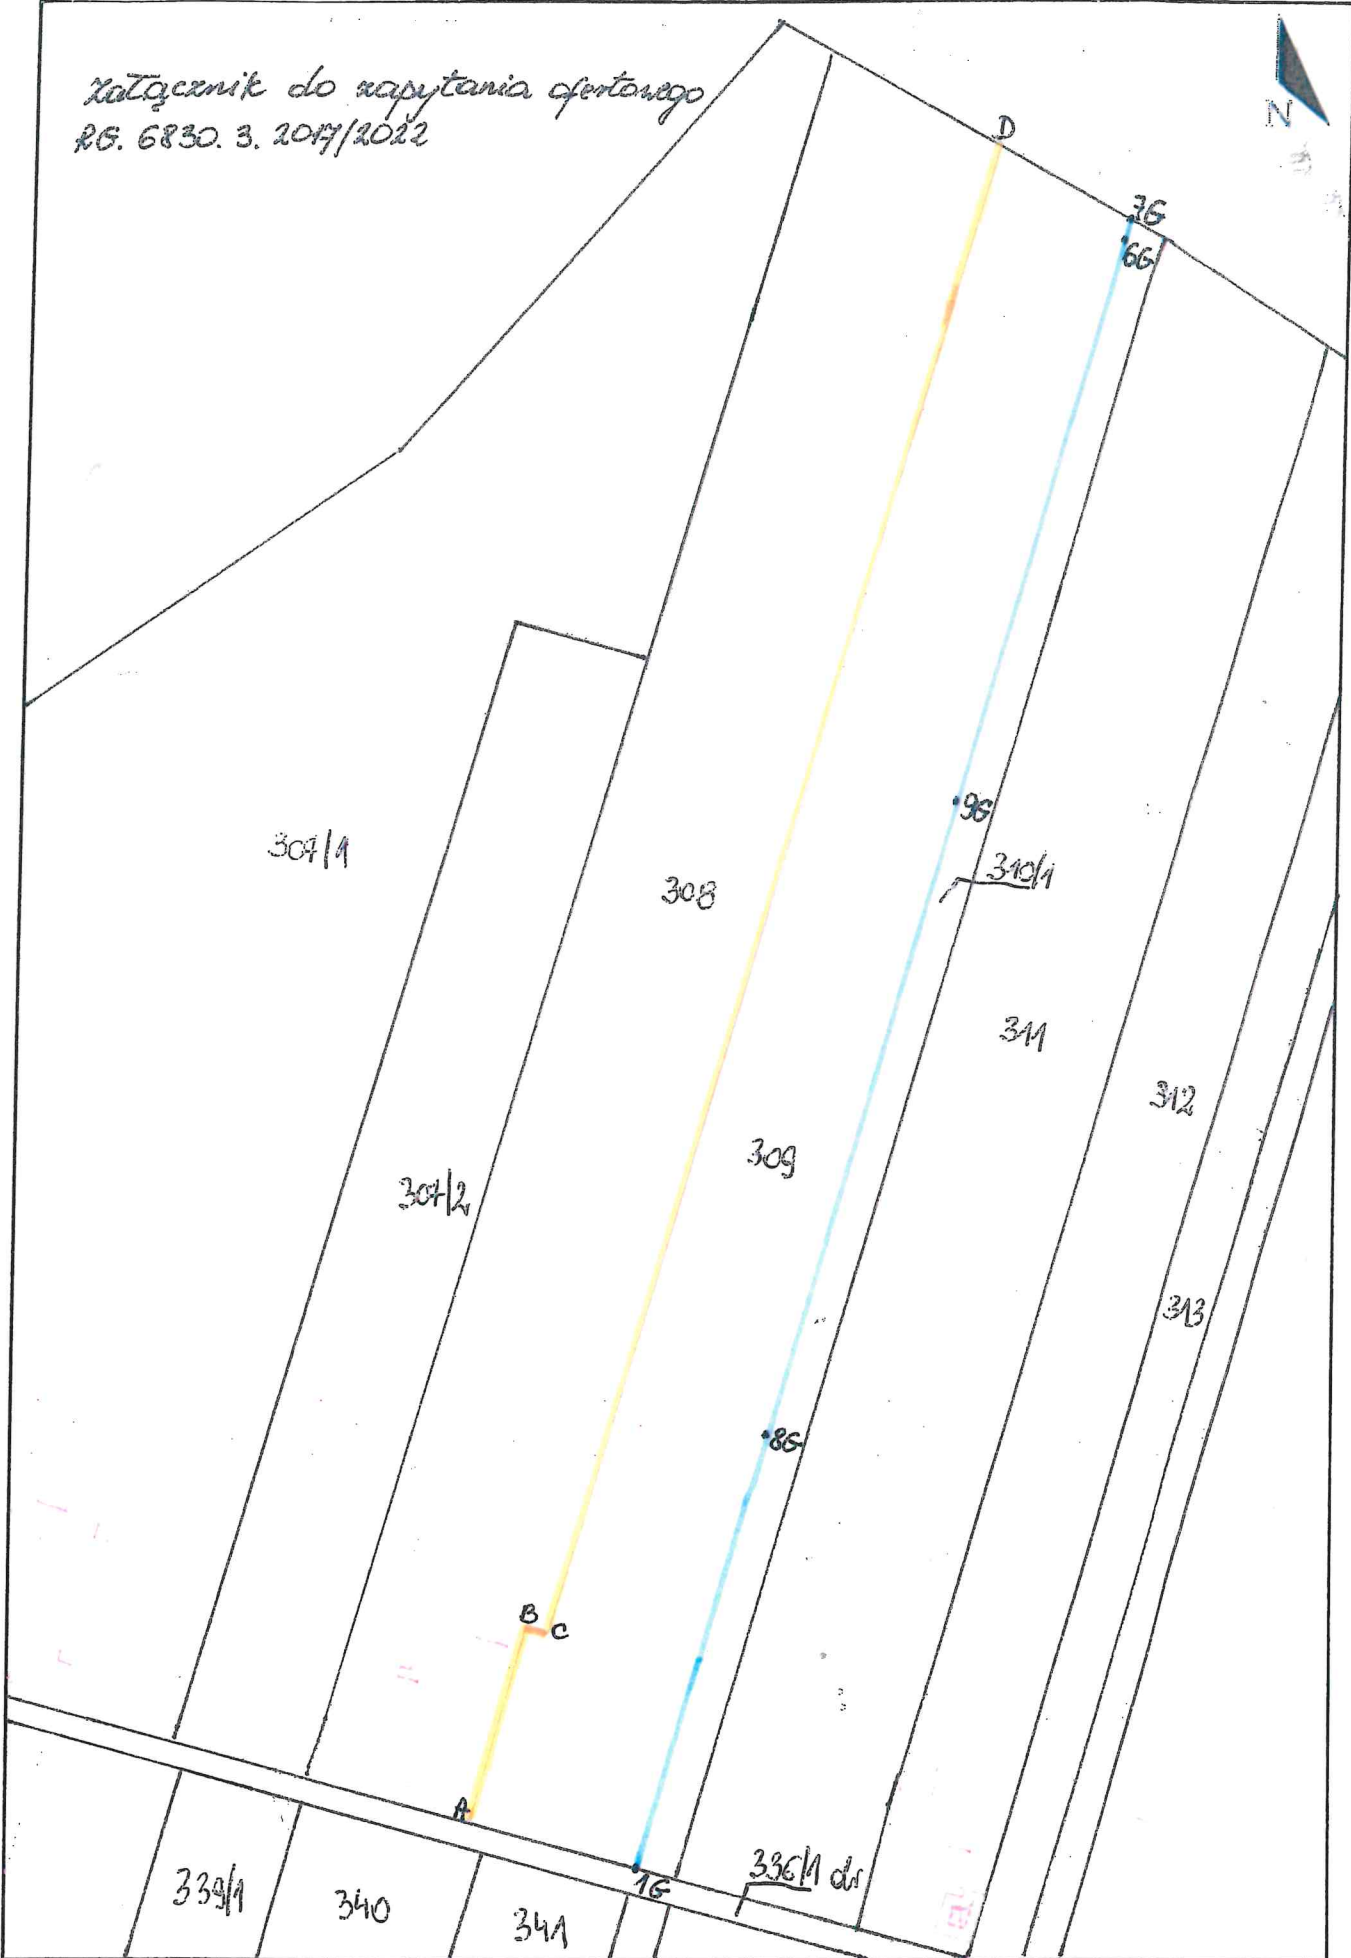 Załącznik do zapytania ofertowego
RG. 6830. 3. 2017/2022
N
D
7G
6G
9G
307/1
308
310/1
311
312
309
307/2
313
8G
B
C
A
1G
336/1 dr
339/1
340
341